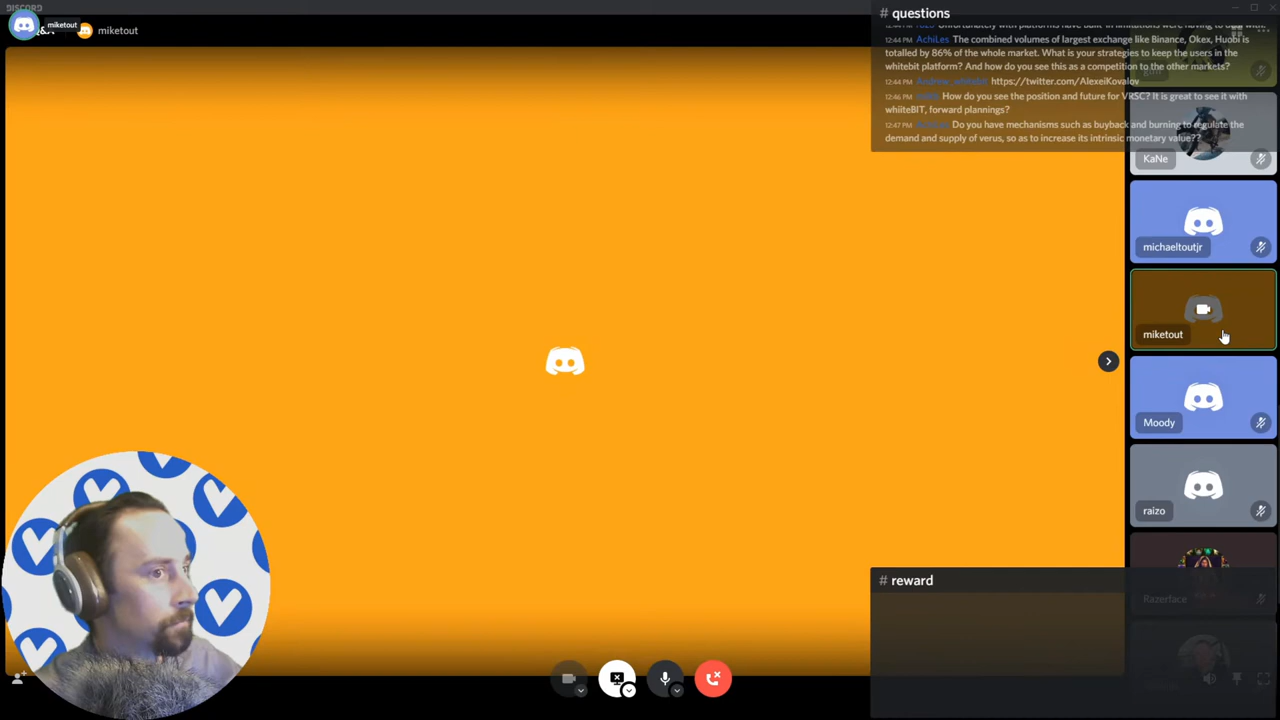 DISCORD
miketout
miketout
# questions
12:44 PM AchiLes The combined volumes of largest exchange like Binance, Okex, Huobi is
totalled by 86% of the whole market. What is your strategies to keep the users in the
whitebit platform? And how do you see this as a competition to the other markets?
12:44 PM Andrew_whitebit https://twitter.com/AlexeiKovalov
12:46 PM How do you see the position and future for VRSC? It is great to see it with
whiiteBIT, forward plannings?
12:47 PM Do you have mechanisms such as buyback and burning to regulate the
demand and supply of verus, so as to increase its intrinsic monetary value??
KaNe
michaeltoutjr
miketout
Moody
raizo
# reward
Razerface